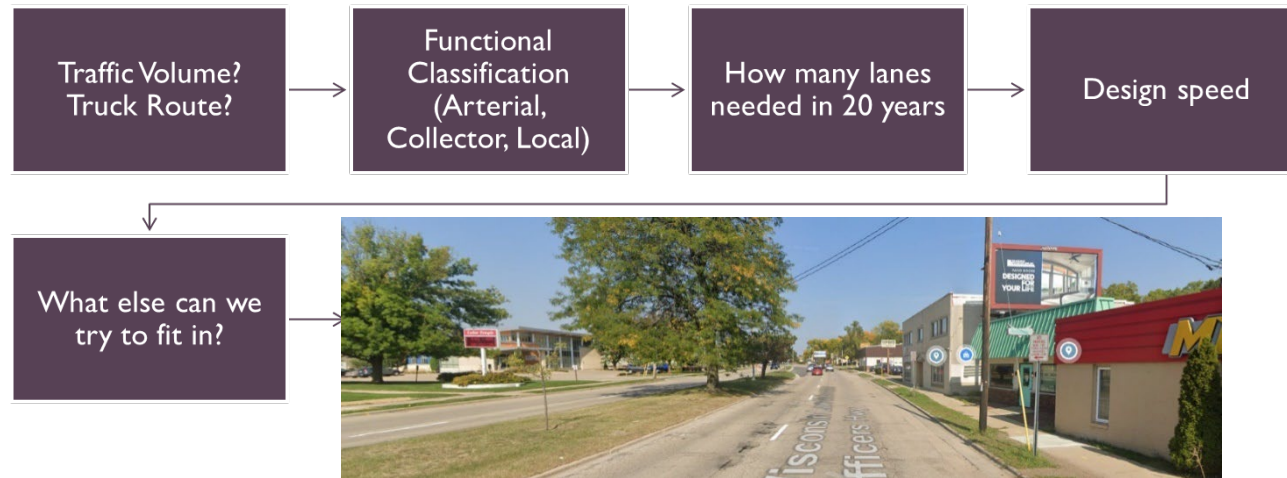 Traffic Volume?
Truck Route?
Functional
Classification
(Arterial,
Collector, Local)
How many lanes
needed in 20 years
Design speed
What else can we
try to fit in?
DESIGNED
FOR
YOUR LIFE